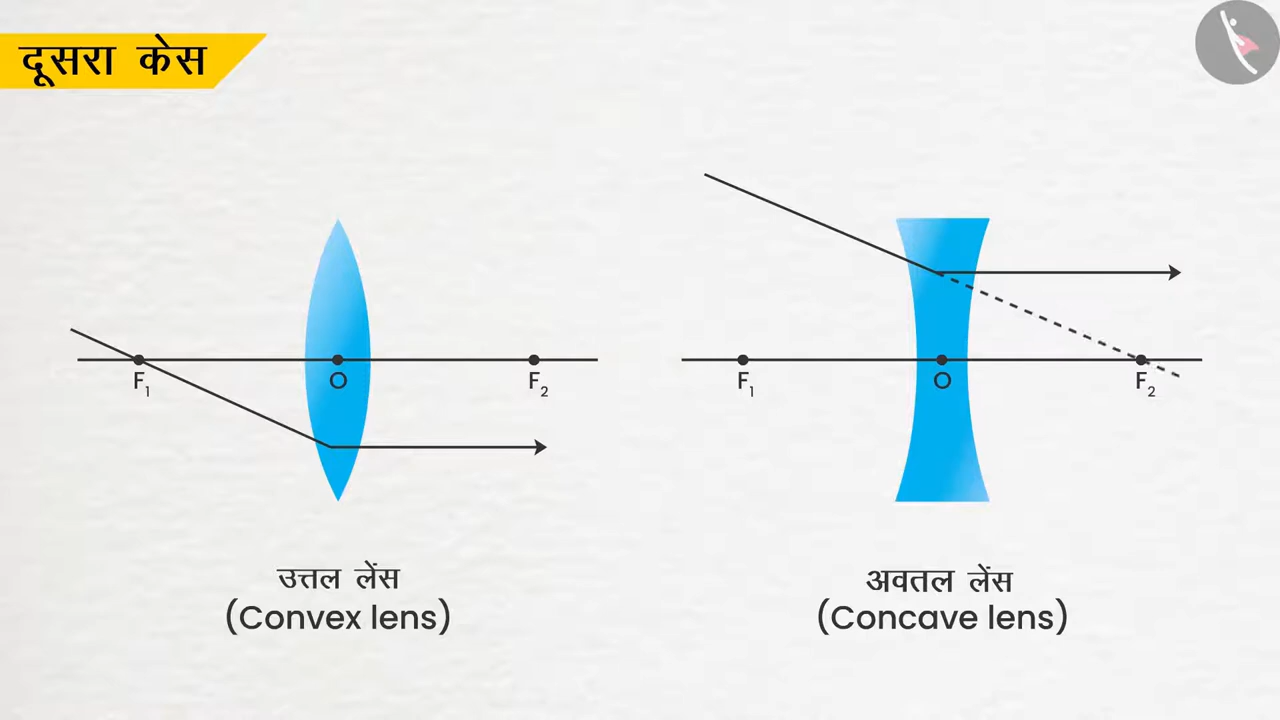 दूसरा केस
F₁
O
F₂
F₁
O
F₂
उत्तल लेंस
(Convex lens)
अवतल लेंस
(Concave lens)